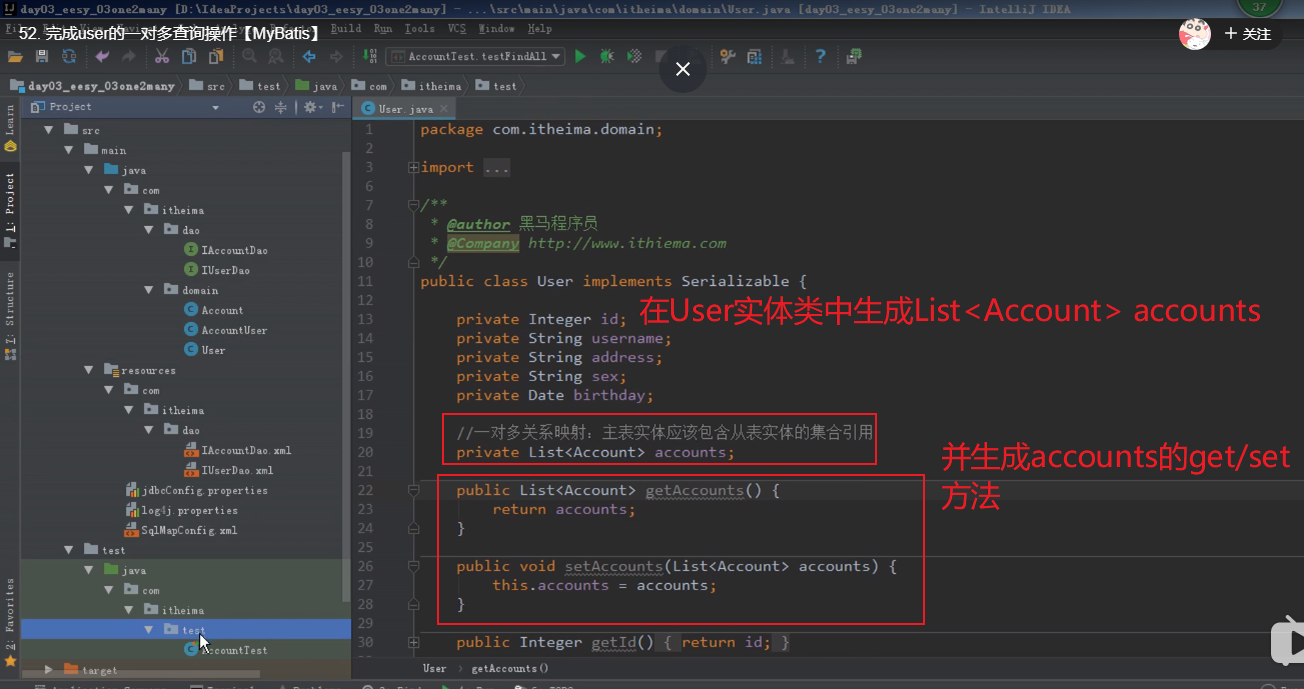 day03_eesy_03one2many [D:\IdeaProjects\day03_eesy_03one2many] - ...\src\main\java\com\itheima\domain\User.java [day03_eesy_03one2many] - IntelliJ IDEA
37
52. 完成user的一对多查询操作【MyBatis】
Build Run Tools VCS Window Help
+ 关注
AccountTest.testFindAll
day03_eesy_03one2many src test java com itheima test
Project
User.java
Learn
1: Project
7: Structure
2: Favorites
src
main
java
com
itheima
dao
IAccountDao
IUserDao
domain
Account
AccountUser
User
resources
com
itheima
dao
IAccountDao.xml
IUserDao.xml
jdbcConfig.properties
log4j.properties
SqlMapConfig.xml
test
java
com
itheima
test
AccountTest
target
1 package com.itheima.domain;
2
3 import ...
6
7 /**
8 * @author 黑马程序员
9 * @Company http://www.ithiema.com
10 */
11 public class User implements Serializable {
12
13 private Integer id;
14 private String username;
15 private String address;
16 private String sex;
17 private Date birthday;
18
19 //一对多关系映射：主表实体应该包含从表实体的集合引用
20 private List<Account> accounts;
21
22 public List<Account> getAccounts() {
23 return accounts;
24 }
25
26 public void setAccounts(List<Account> accounts) {
27 this.accounts = accounts;
28 }
29
30 public Integer getId() { return id; }
在User实体类中生成List<Account> accounts
并生成accounts的get/set
方法
User > getAccounts()